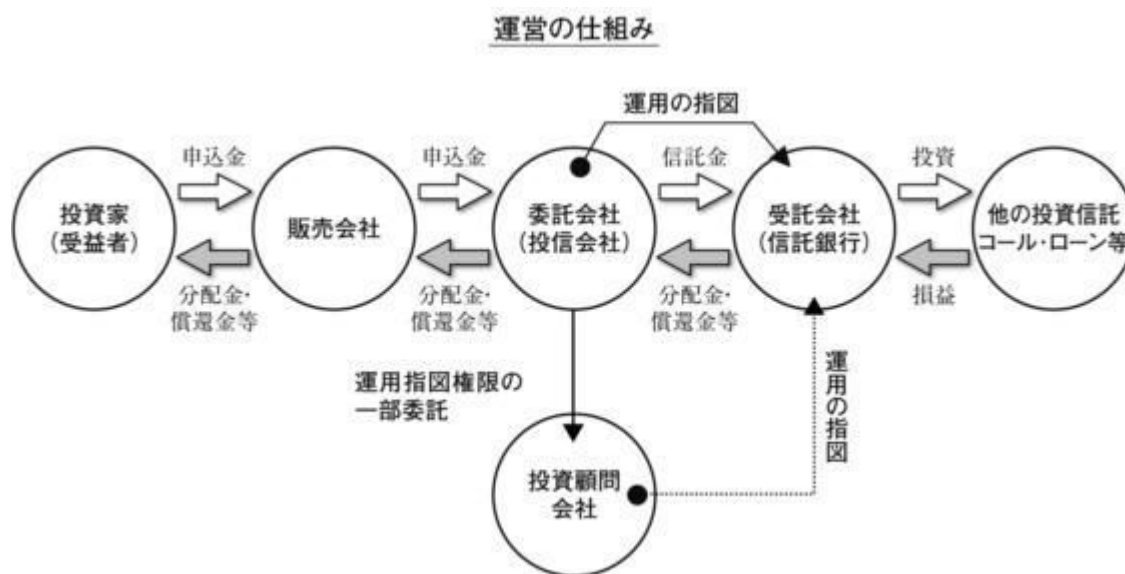 運営の仕組み
運用の指図
申込金
申込金
信託金
投資
投資家
(受益者)
販売会社
委託会社
(投信会社)
受託会社
(信託銀行)
他の投資信託
コール・ローン等
分配金・
償還金等
分配金・
償還金等
分配金・
償還金等
損益
運用指図権限の
一部委託
運用の指図
投資顧問
会社